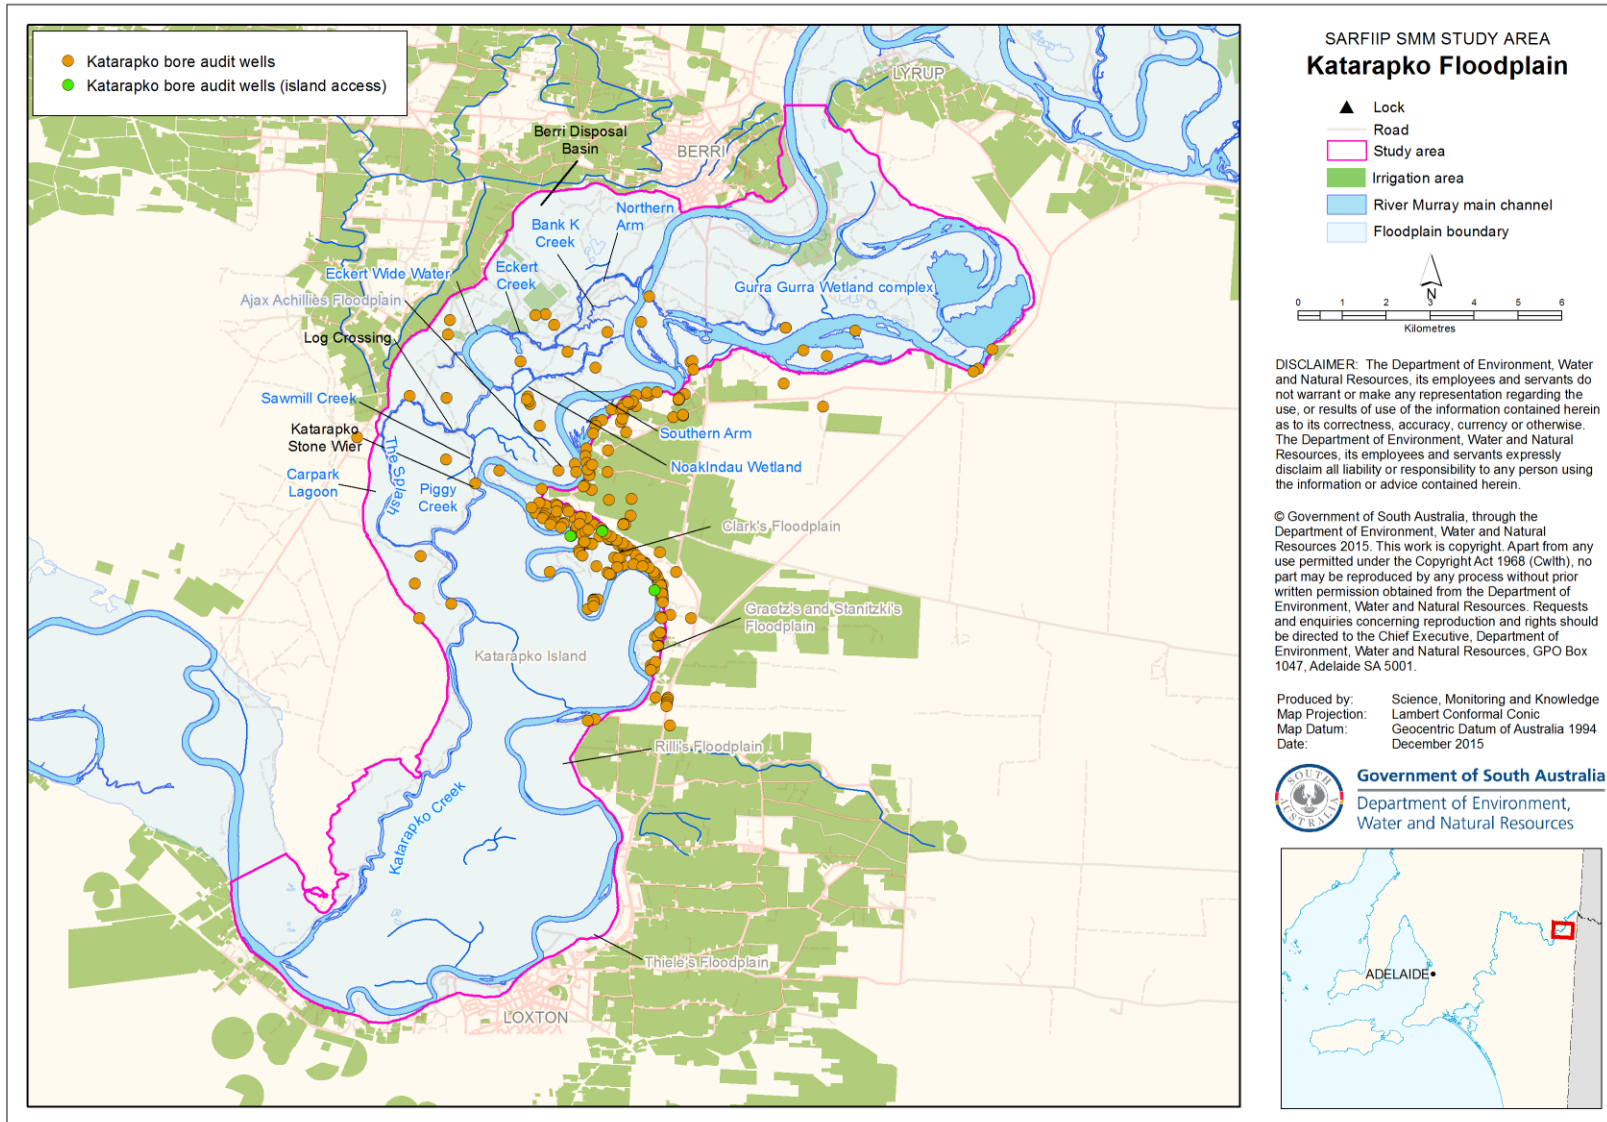 Katarapko bore audit wells
Katarapko bore audit wells (island access)
LYRUP
Berri Disposal
Basin
BERRI
Northern
Arm
Bank K
Creek
Eckert Wide Water
Eckert
Creek
Gurra Gurra Wetland complex
Ajax Achillies Floodplain
Log Crossing
Sawmill Creek
Katarapko
Stone Wier
Southern Arm
The Splash
NoakIndau Wetland
Carpark
Lagoon
Piggy
Creek
Clark's Floodplain
Graetz's and Stanitzki's
Floodplain
Katarapko Island
Rilli's Floodplain
Katarapko Creek
Thiele's Floodplain
LOXTON
SARFIIP SMM STUDY AREA
Katarapko Floodplain
Lock
Road
Study area
Irrigation area
River Murray main channel
Floodplain boundary
N
0 1 2 3 4 5 6
Kilometres
DISCLAIMER: The Department of Environment, Water
and Natural Resources, its employees and servants do
not warrant or make any representation regarding the
use, or results of use of the information contained herein
as to its correctness, accuracy, currency or otherwise.
The Department of Environment, Water and Natural
Resources, its employees and servants expressly
disclaim all liability or responsibility to any person using
the information or advice contained herein.
© Government of South Australia, through the
Department of Environment, Water and Natural
Resources 2015. This work is copyright. Apart from any
use permitted under the Copyright Act 1968 (Cwlth), no
part may be reproduced by any process without prior
written permission obtained from the Department of
Environment, Water and Natural Resources. Requests
and enquiries concerning reproduction and rights should
be directed to the Chief Executive, Department of
Environment, Water and Natural Resources, GPO Box
1047, Adelaide SA 5001.
Produced by: Science, Monitoring and Knowledge
Map Projection: Lambert Conformal Conic
Map Datum: Geocentric Datum of Australia 1994
Date: December 2015
SOUTH AUSTRALIA
Government of South Australia
Department of Environment,
Water and Natural Resources
ADELAIDE